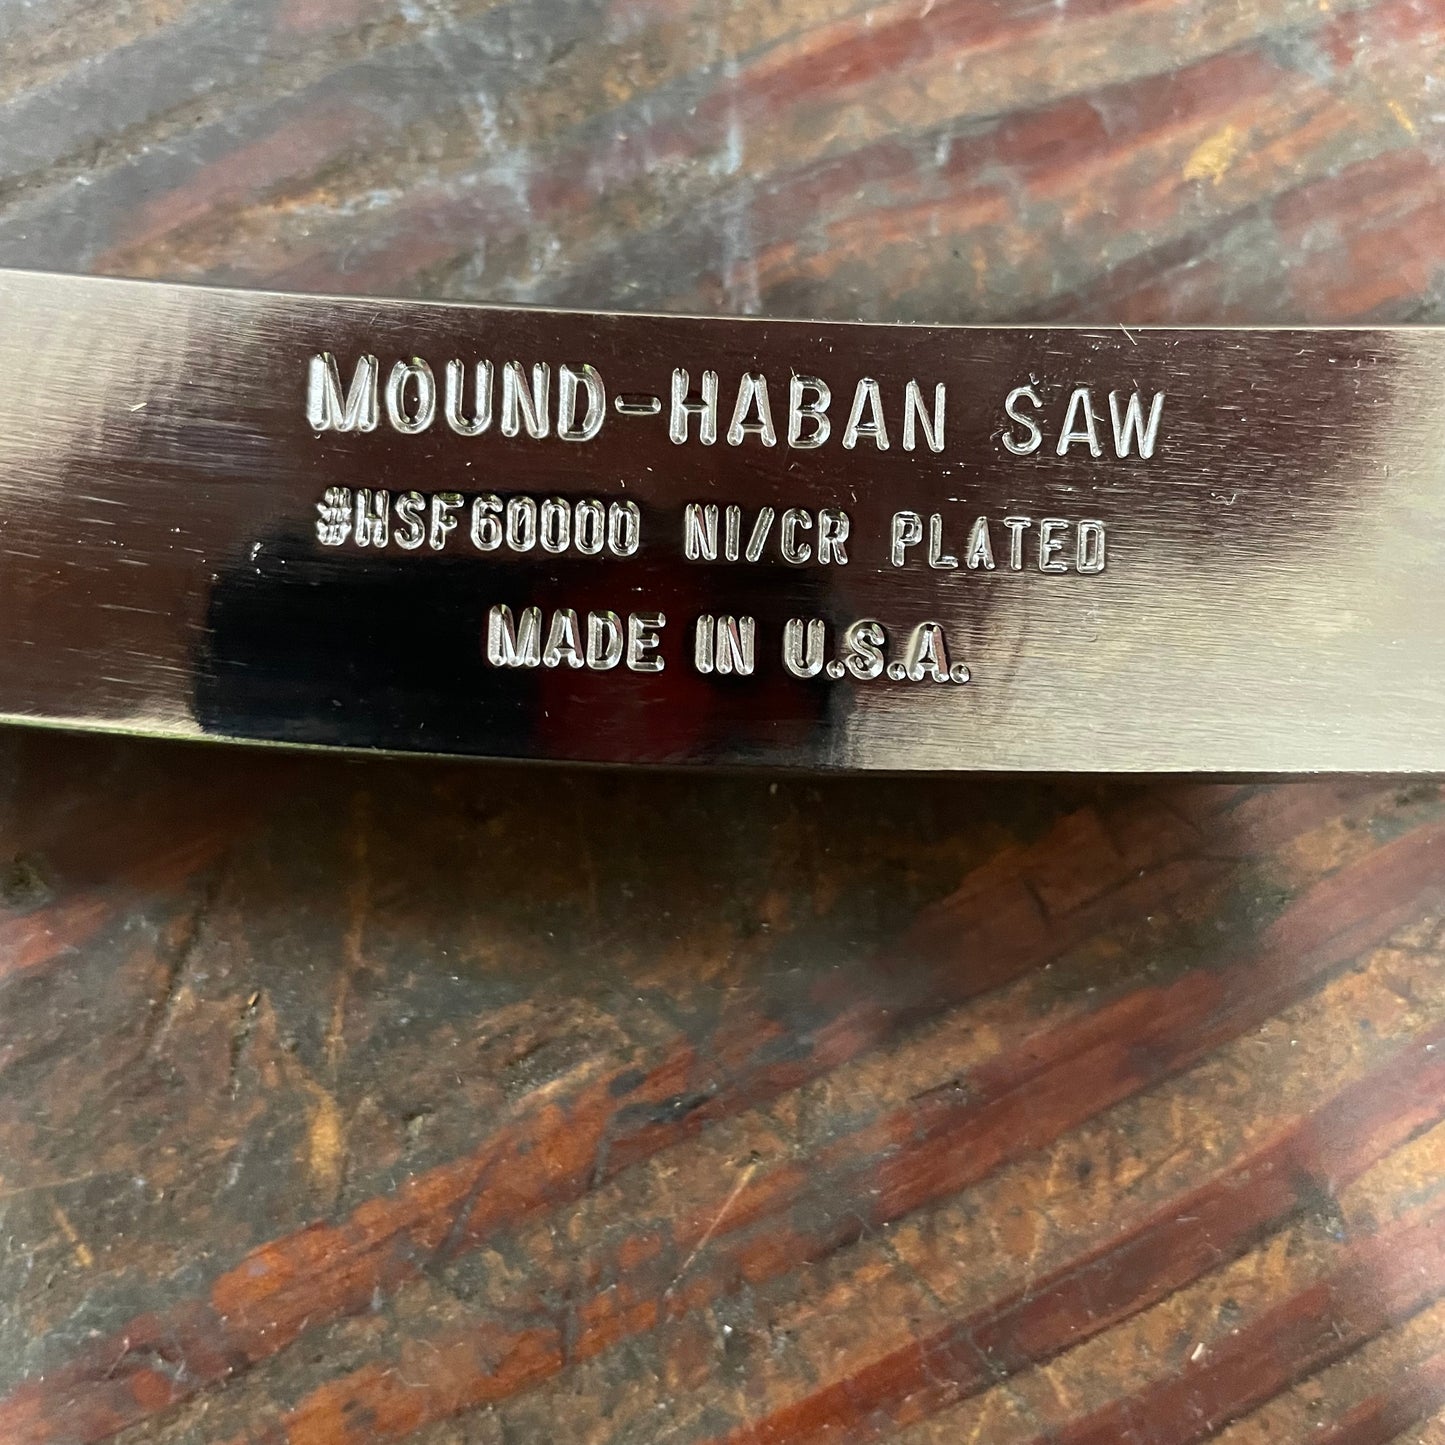 MOUND-HABAN SAW
#HSF60000 NI/CR PLATED
MADE IN U.S.A.